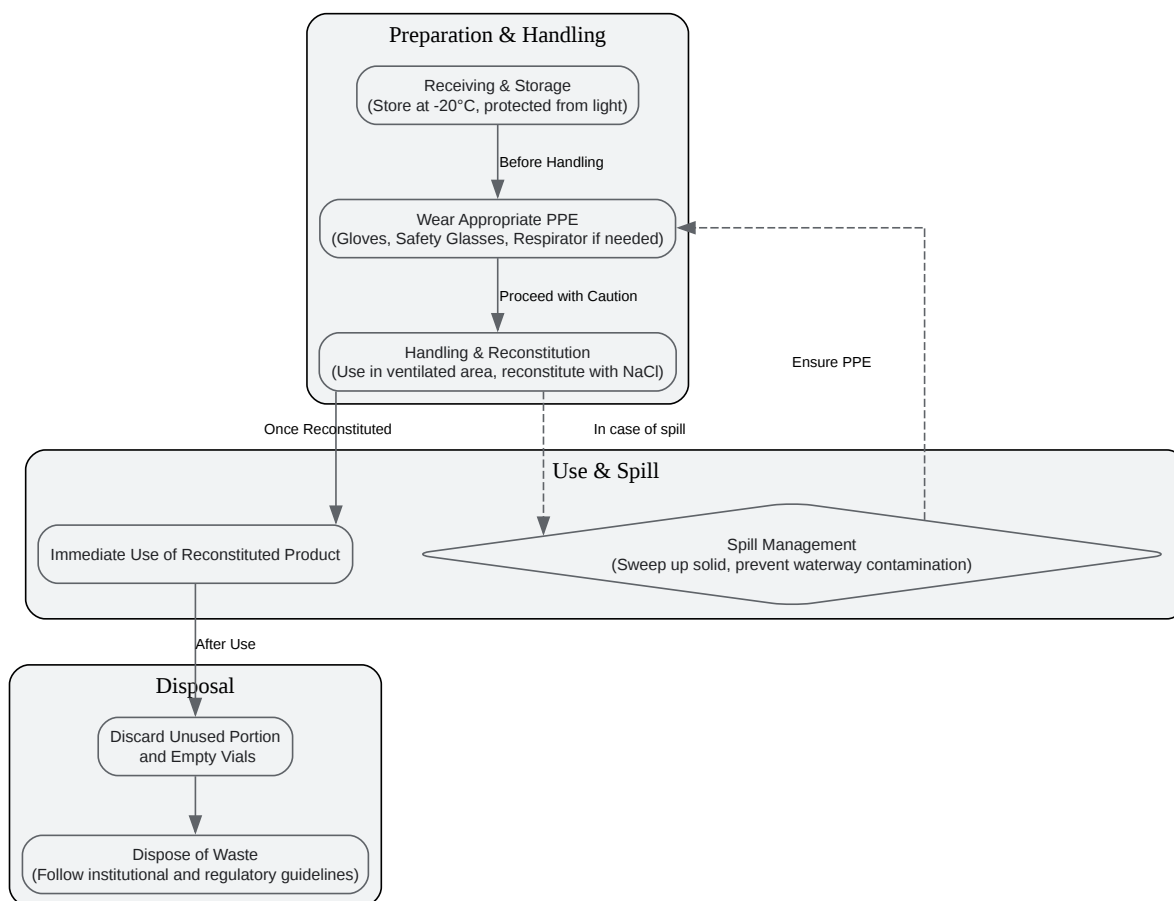 Preparation & Handling
Receiving & Storage
(Store at -20°C, protected from light)
Before Handling
Wear Appropriate PPE
(Gloves, Safety Glasses, Respirator if needed)
Proceed with Caution
Handling & Reconstitution
(Use in ventilated area, reconstitute with NaCl)
Ensure PPE
Once Reconstituted
In case of spill
Use & Spill
Immediate Use of Reconstituted Product
Spill Management
(Sweep up solid, prevent waterway contamination)
After Use
Disposal
Discard Unused Portion
and Empty Vials
Dispose of Waste
(Follow institutional and regulatory guidelines)